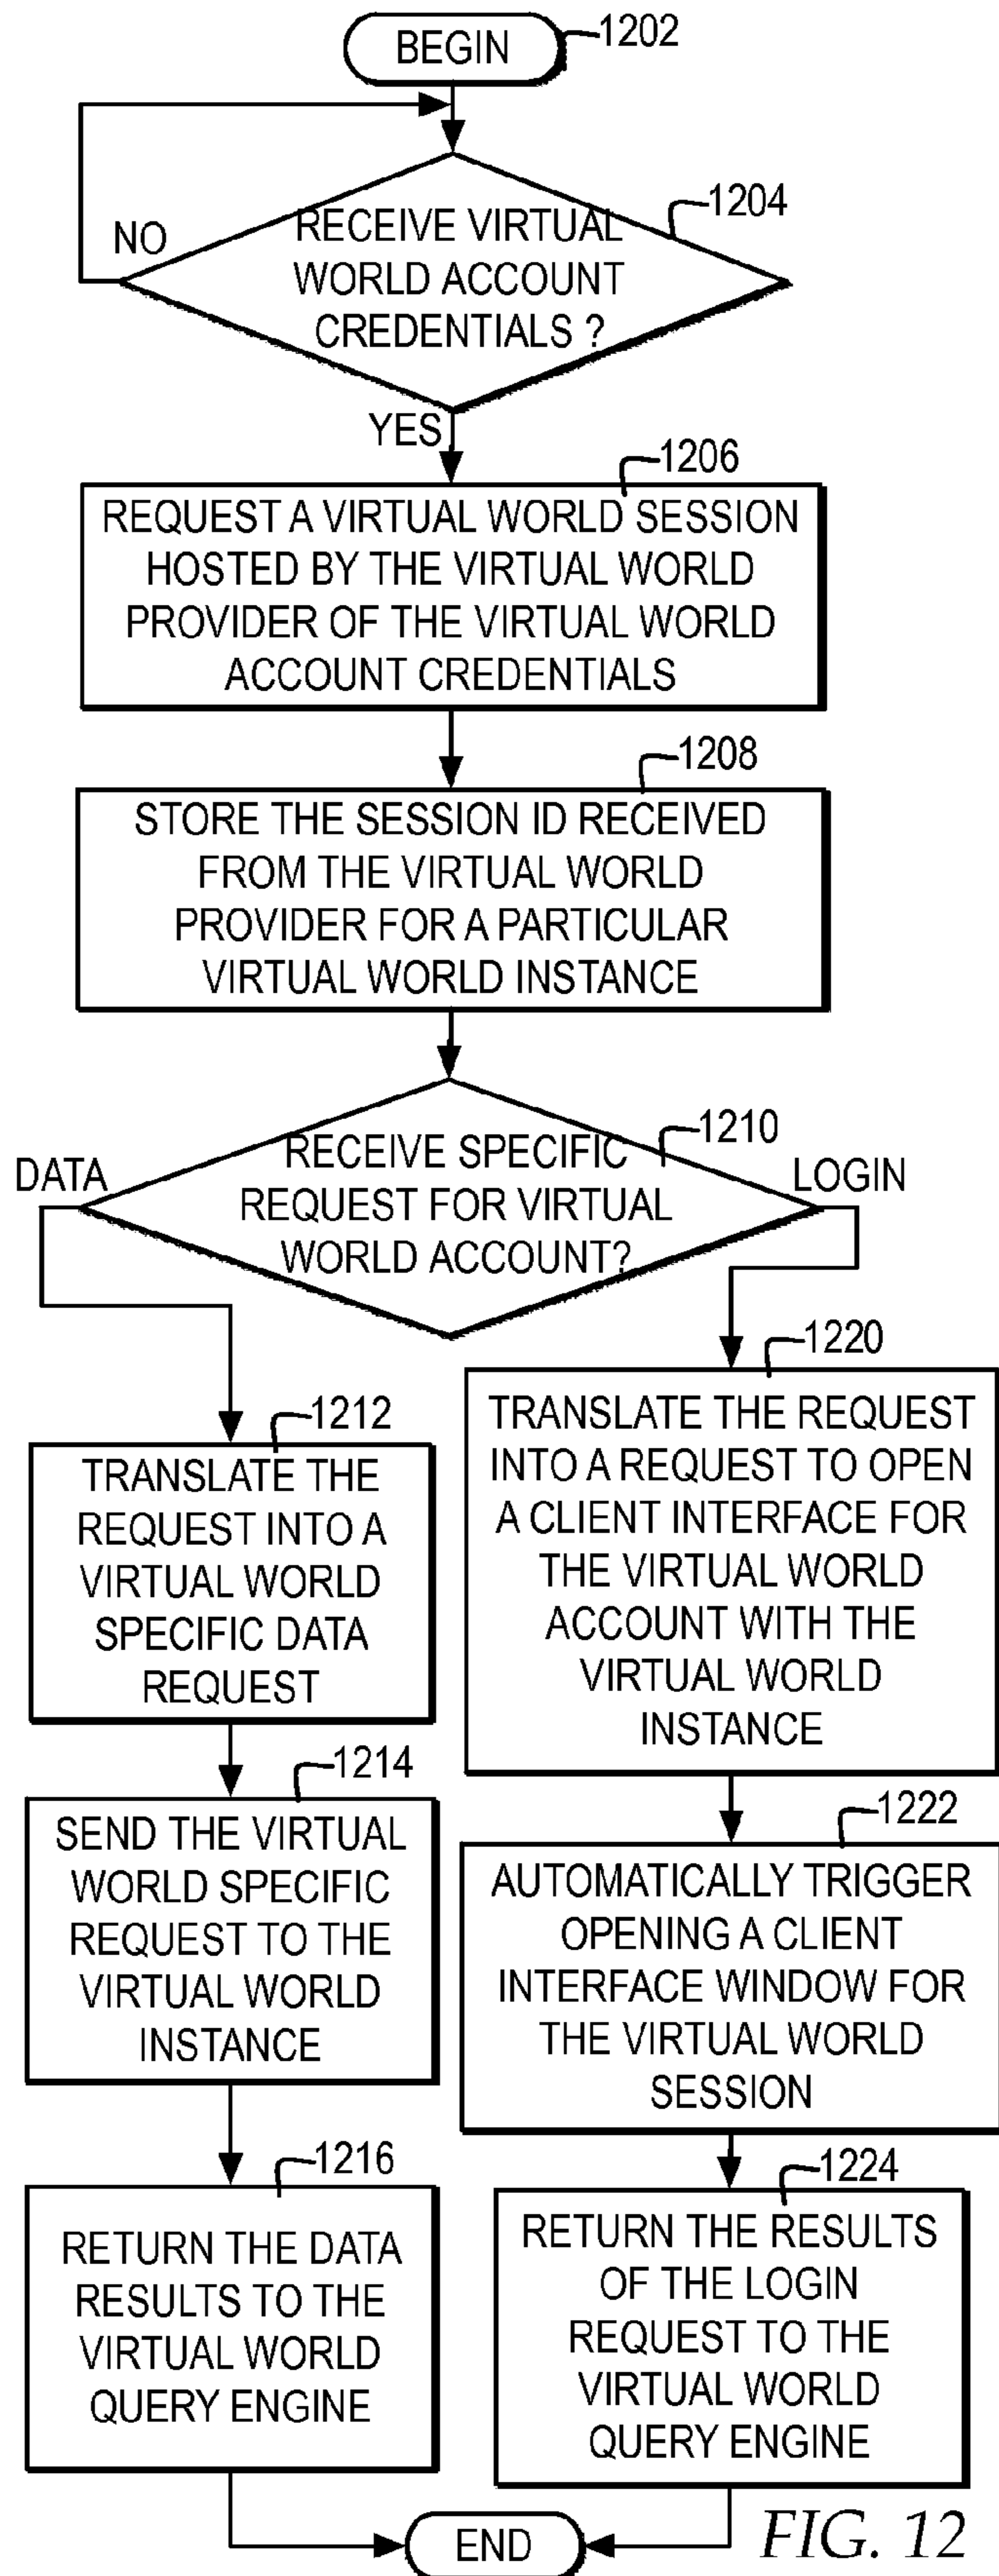 BEGIN
1202
1204
NO
RECEIVE VIRTUAL
WORLD ACCOUNT
CREDENTIALS ?
YES
1206
REQUEST A VIRTUAL WORLD SESSION
HOSTED BY THE VIRTUAL WORLD
PROVIDER OF THE VIRTUAL WORLD
ACCOUNT CREDENTIALS
1208
STORE THE SESSION ID RECEIVED
FROM THE VIRTUAL WORLD
PROVIDER FOR A PARTICULAR
VIRTUAL WORLD INSTANCE
1210
DATA
RECEIVE SPECIFIC
REQUEST FOR VIRTUAL
WORLD ACCOUNT?
LOGIN
1212
TRANSLATE THE
REQUEST INTO A
VIRTUAL WORLD
SPECIFIC DATA
REQUEST
1214
SEND THE VIRTUAL
WORLD SPECIFIC
REQUEST TO THE
VIRTUAL WORLD
INSTANCE
1216
RETURN THE DATA
RESULTS TO THE
VIRTUAL WORLD
QUERY ENGINE
1220
TRANSLATE THE REQUEST
INTO A REQUEST TO OPEN
A CLIENT INTERFACE FOR
THE VIRTUAL WORLD
ACCOUNT WITH THE
VIRTUAL WORLD
INSTANCE
1222
AUTOMATICALLY TRIGGER
OPENING A CLIENT
INTERFACE WINDOW FOR
THE VIRTUAL WORLD
SESSION
1224
RETURN THE RESULTS
OF THE LOGIN
REQUEST TO THE
VIRTUAL WORLD
QUERY ENGINE
END
FIG. 12